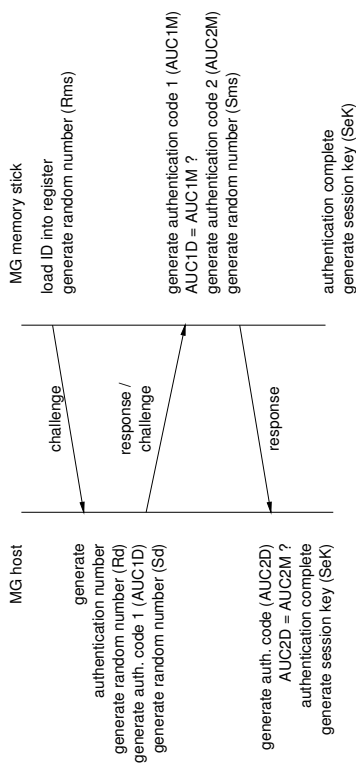 MG host
MG memory stick
load ID into register
generate random number (Rms)
challenge
generate
authentication number
generate random number (Rd)
generate auth. code 1 (AUC1D)
generate random number (Sd)
response /
challenge
generate authentication code 1 (AUC1M)
AUC1D = AUC1M ?
generate authentication code 2 (AUC2M)
generate random number (Sms)
response
generate auth. code (AUC2D)
AUC2D = AUC2M ?
authentication complete
generate session key (SeK)
authentication complete
generate session key (SeK)